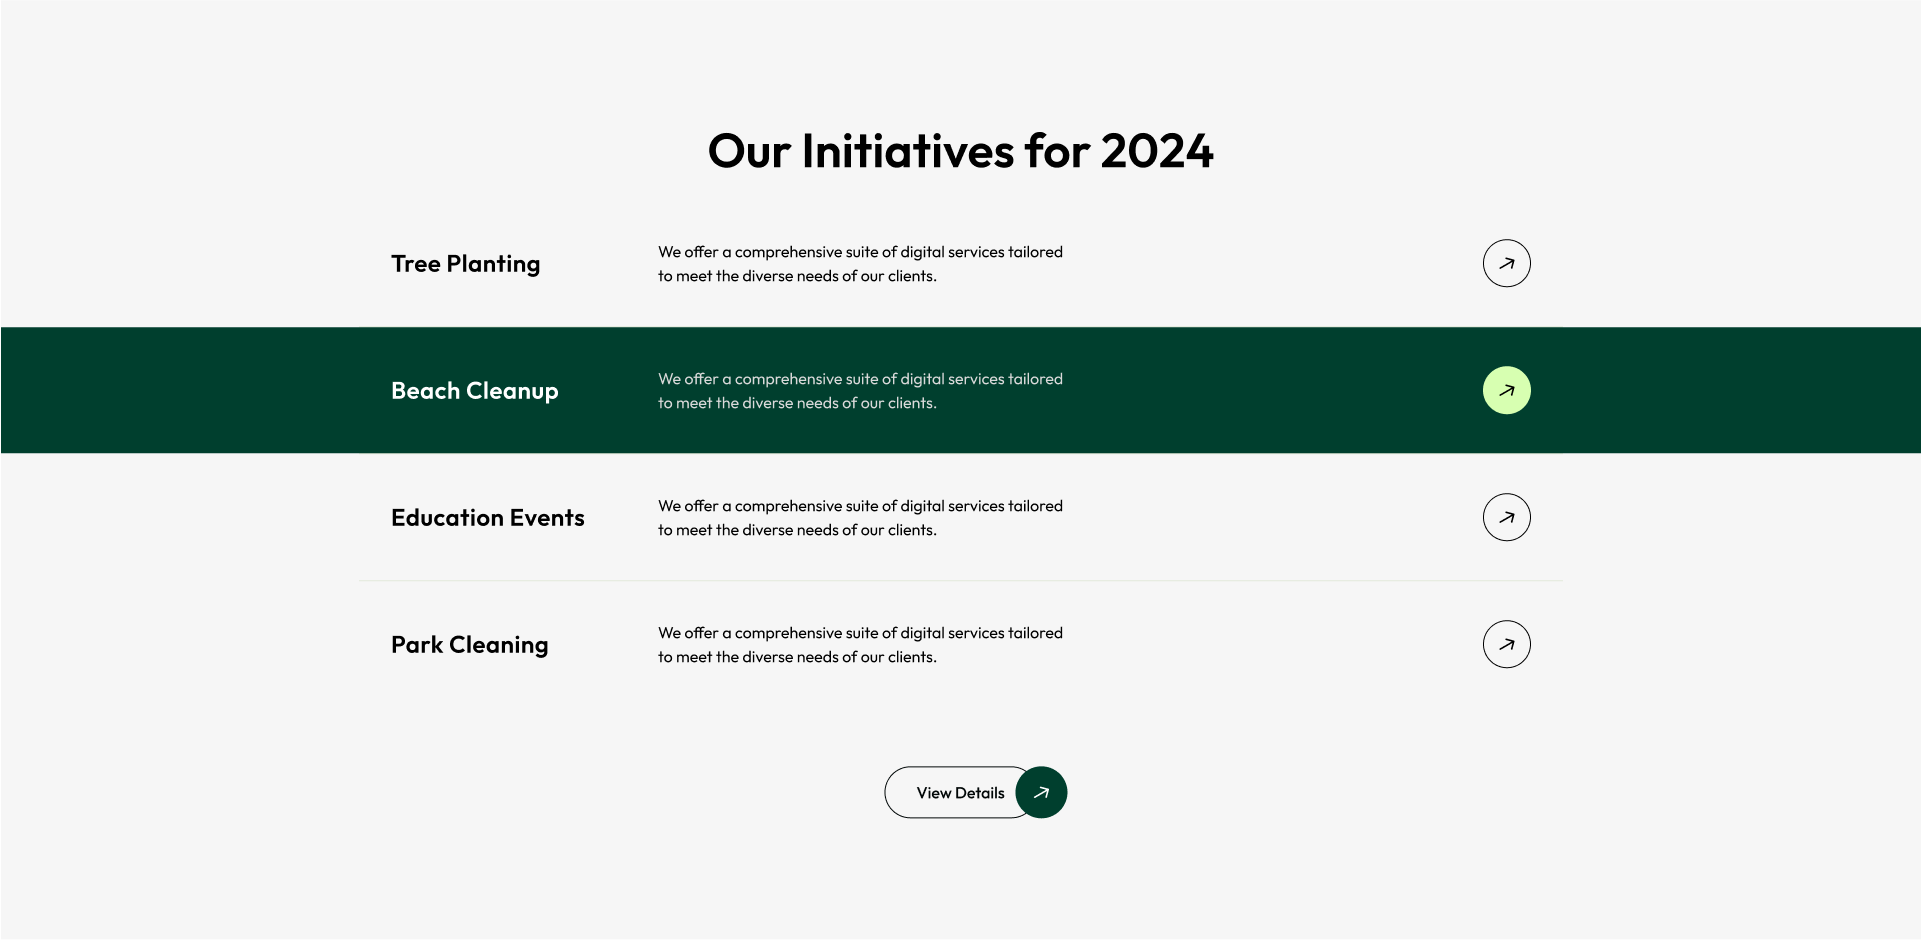 Our Initiatives for 2024
Tree Planting
We offer a comprehensive suite of digital services tailored
to meet the diverse needs of our clients.
Beach Cleanup
We offer a comprehensive suite of digital services tailored
to meet the diverse needs of our clients.
Education Events
We offer a comprehensive suite of digital services tailored
to meet the diverse needs of our clients.
Park Cleaning
We offer a comprehensive suite of digital services tailored
to meet the diverse needs of our clients.
View Details